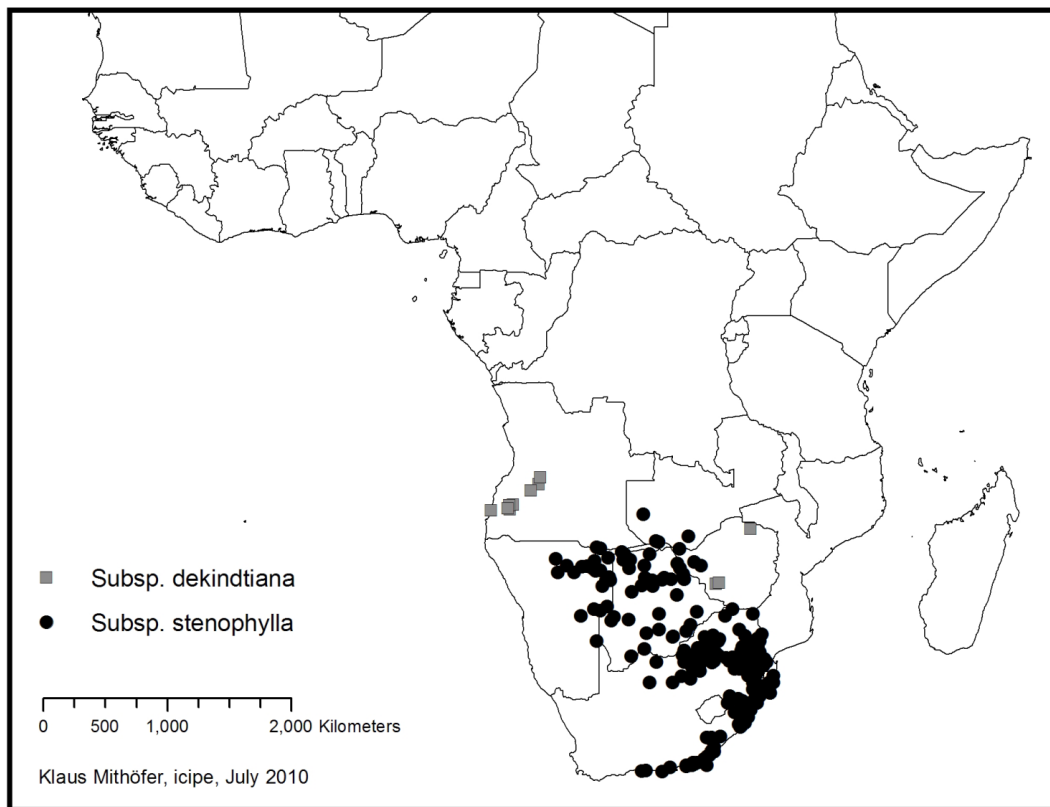 Subsp. dekindtiana
Subsp. stenophylla
0 500 1,000 2,000 Kilometers
Klaus Mithöfer, icipe, July 2010